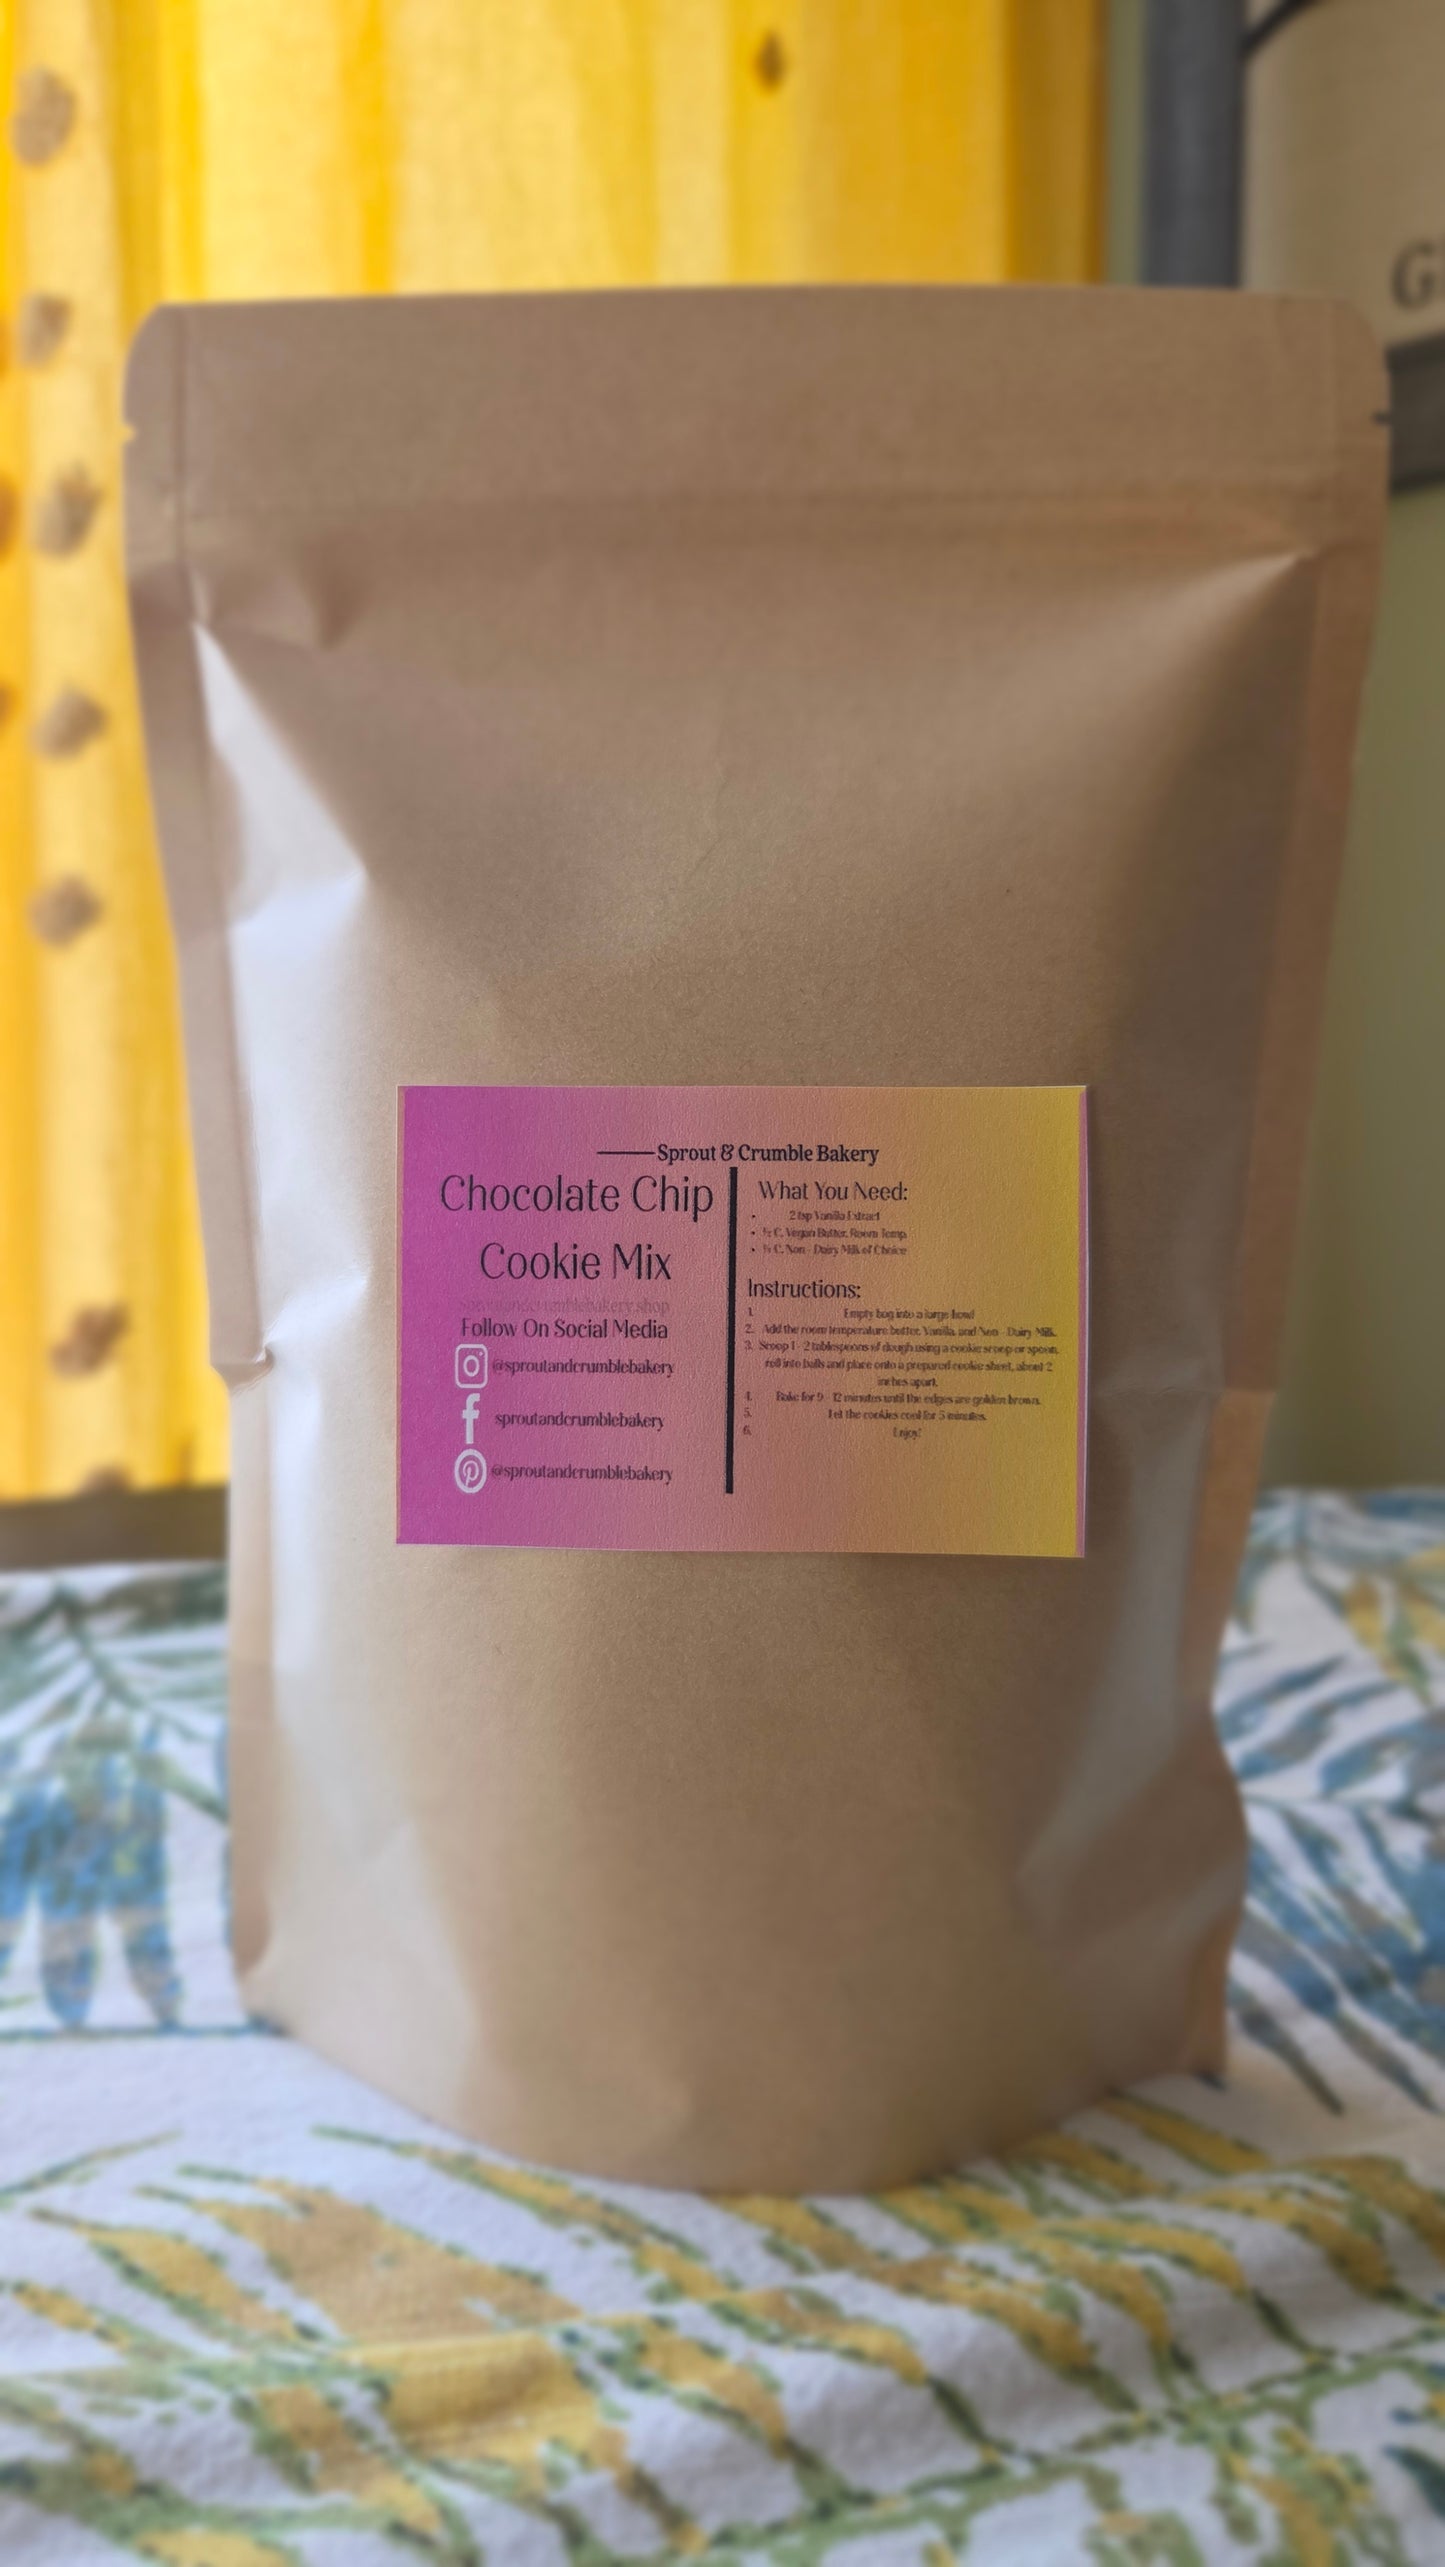 G
Sprout & Crumble Bakery
Chocolate Chip
Cookie Mix
sproutandcrumblebakery.shop
Follow On Social Media
@sproutandcrumblebakery
sproutandcrumblebakery
@sproutandcrumblebakery
What You Need:
• 2 tsp Vanilla Extract
• ½ C. Vegan Butter, Room Temp
• C. Non - Dairy Milk of Choice
Instructions:
1. Empty bag into a large bowl
2. Add the room temperature butter, Vanilla, and Non - Dairy Milk.
3. Scoop 1 - 2 tablespoons of dough using a cookie scoop or spoon,
roll into balls and place onto a prepared cookie sheet, about 2
inches apart.
4. Bake for 9 - 12 minutes until the edges are golden brown.
5. Let the cookies cool for 5 minutes.
6. Enjoy!